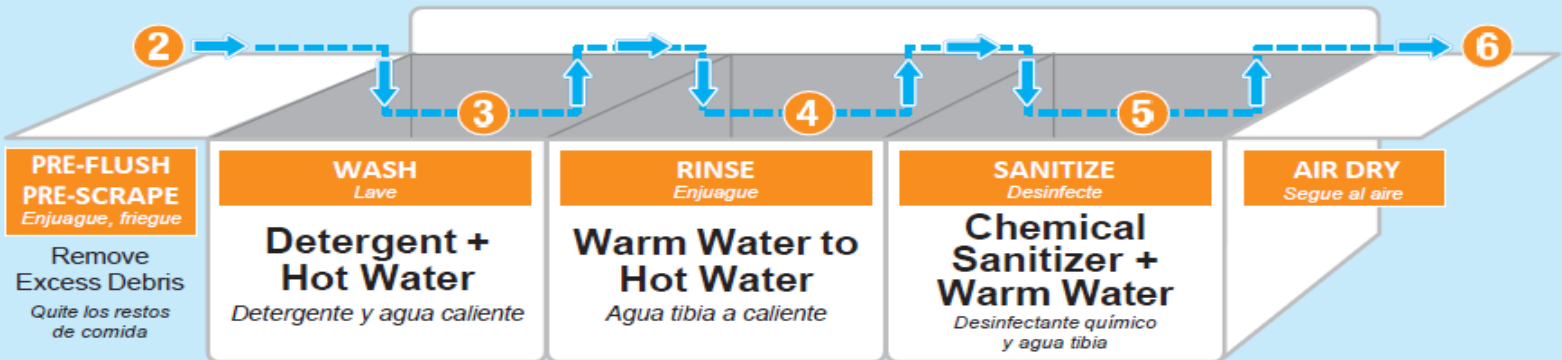 2
3
4
5
6
PRE-FLUSH
PRE-SCRAPE
Enjuague, friegue
Remove
Excess Debris
Quite los restos
de comida
WASH
Lave
Detergent +
Hot Water
Detergente y agua caliente
RINSE
Enjuague
Warm Water to
Hot Water
Agua tibia a caliente
SANITIZE
Desinfecte
Chemical
Sanitizer +
Warm Water
Desinfectante químico
y agua tibia
AIR DRY
Segue al aire